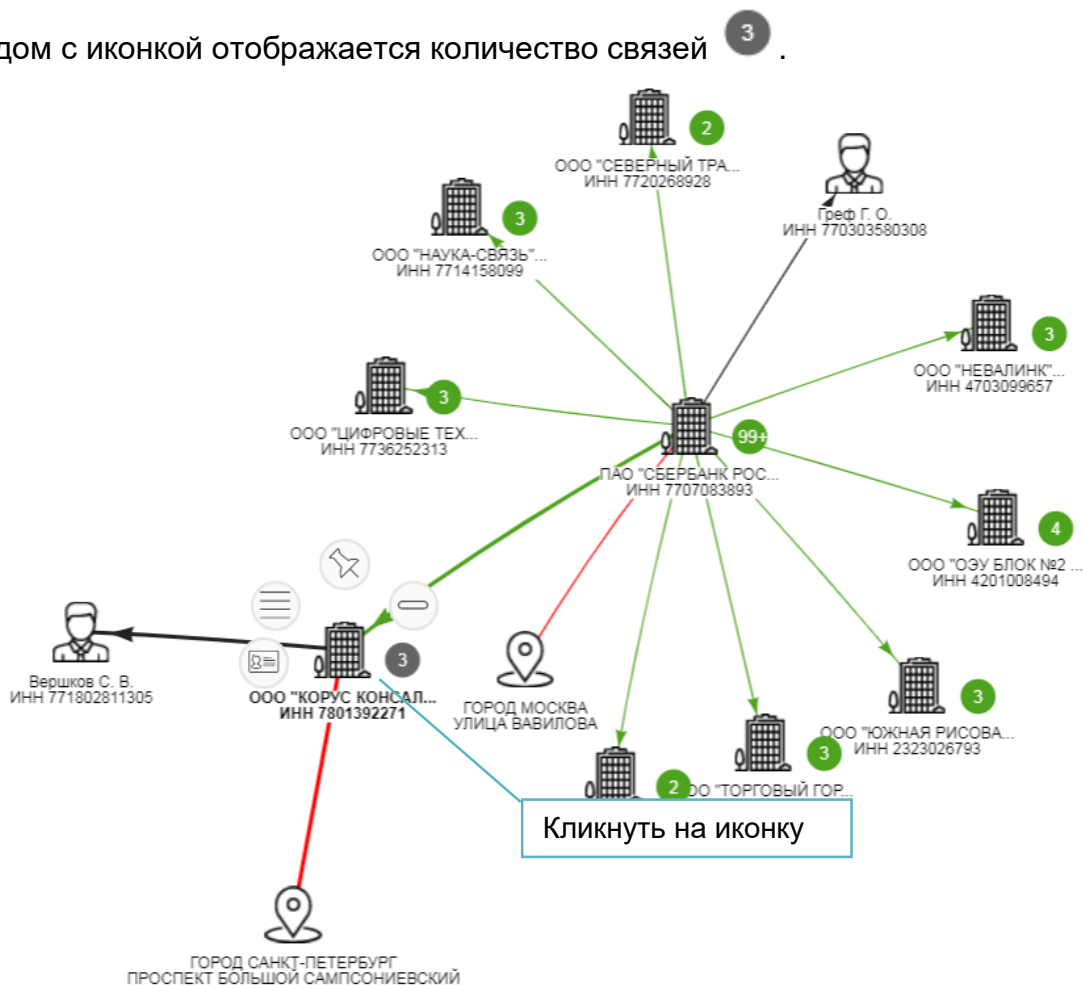 дом с иконкой отображается количество связей 3 .
2
ООО "СЕВЕРНЫЙ ТРА...
ИНН 7720268928
Греф Г. О.
ИНН 770303580308
3
ООО "НАУКА-СВЯЗЬ"...
ИНН 7714158099
3
ООО "НЕВАЛИНК"...
ИНН 4703099657
3
ООО "ЦИФРОВЫЕ ТЕХ...
ИНН 7736252313
99+
ПАО "СБЕРБАНК РОС...
ИНН 7707083893
4
ООО "ОЭУ БЛОК №2 ...
ИНН 4201008494
Вершков С. В.
ИНН 771802811305
3
ООО "КОРУС КОНСАЛ...
ИНН 7801392271
ГОРОД МОСКВА
УЛИЦА ВАВИЛОВА
3
ООО "ЮЖНАЯ РИСОВА...
ИНН 2323026793
2
3
ОО "ТОРГОВЫЙ ГОР...
Кликнуть на иконку
ГОРОД САНКТ-ПЕТЕРБУРГ
ПРОСПЕКТ БОЛЬШОЙ САМПСОНИЕВСКИЙ